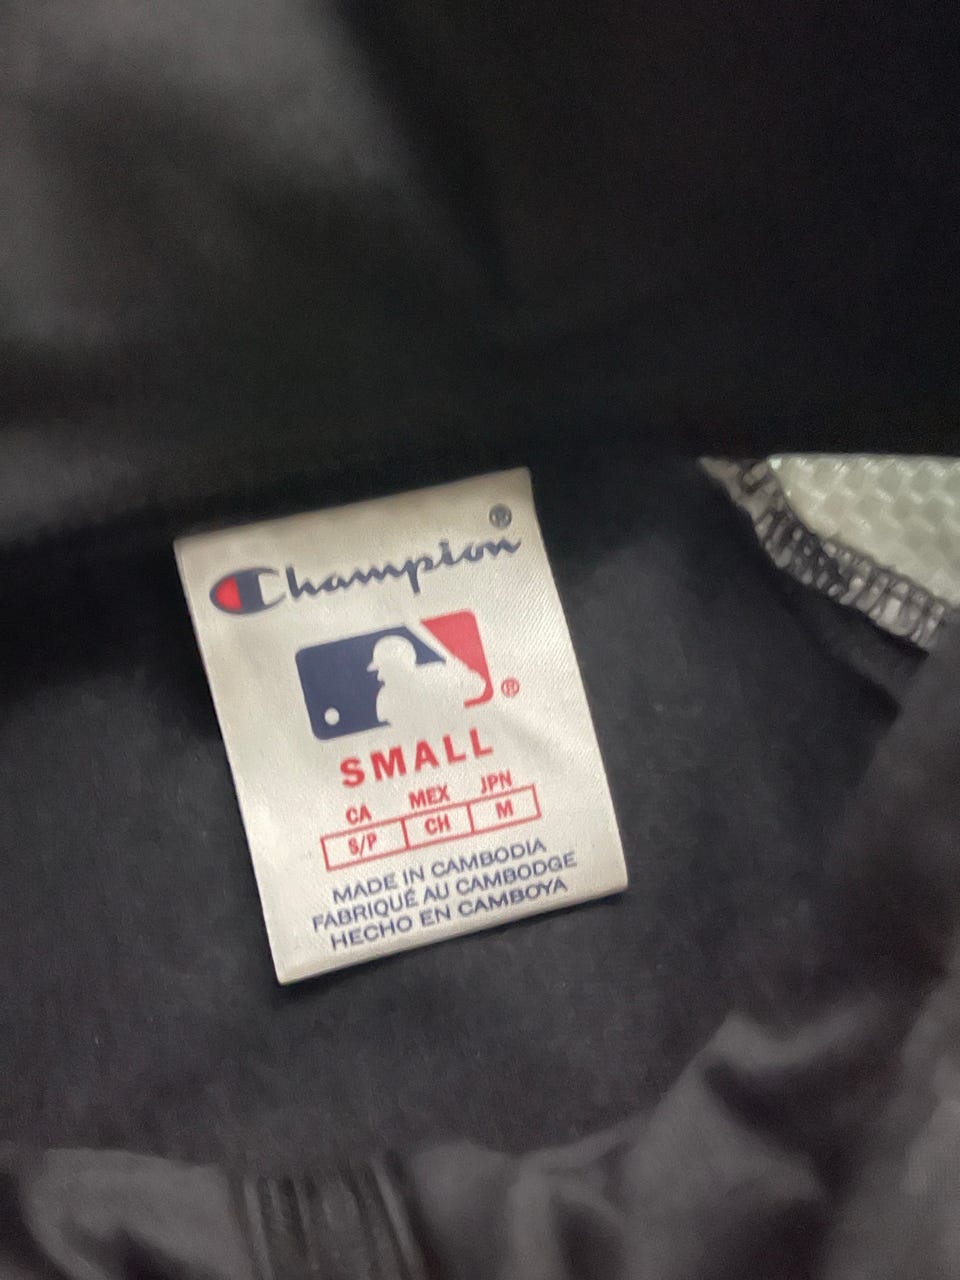 Champion®
®
SMALL
CA MEX JPN
S/P CH M
MADE IN CAMBODIA
FABRIQUÉ AU CAMBODGE
HECHO EN CAMBOYA